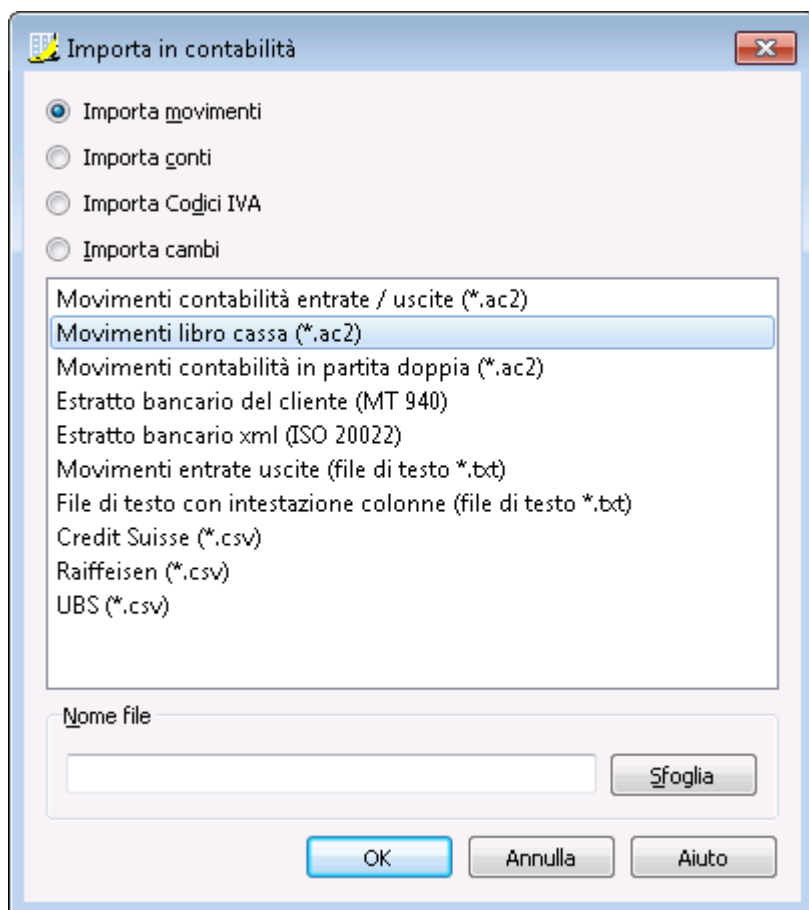 Importa in contabilità
Importa movimenti
Importa conti
Importa Codici IVA
Importa cambi
Movimenti contabilità entrate / uscite (*.ac2)
Movimenti libro cassa (*.ac2)
Movimenti contabilità in partita doppia (*.ac2)
Estratto bancario del cliente (MT 940)
Estratto bancario xml (ISO 20022)
Movimenti entrate uscite (file di testo *.txt)
File di testo con intestazione colonne (file di testo *.txt)
Credit Suisse (*.csv)
Raiffeisen (*.csv)
UBS (*.csv)
Nome file
Sfoglia
OK Annulla Aiuto